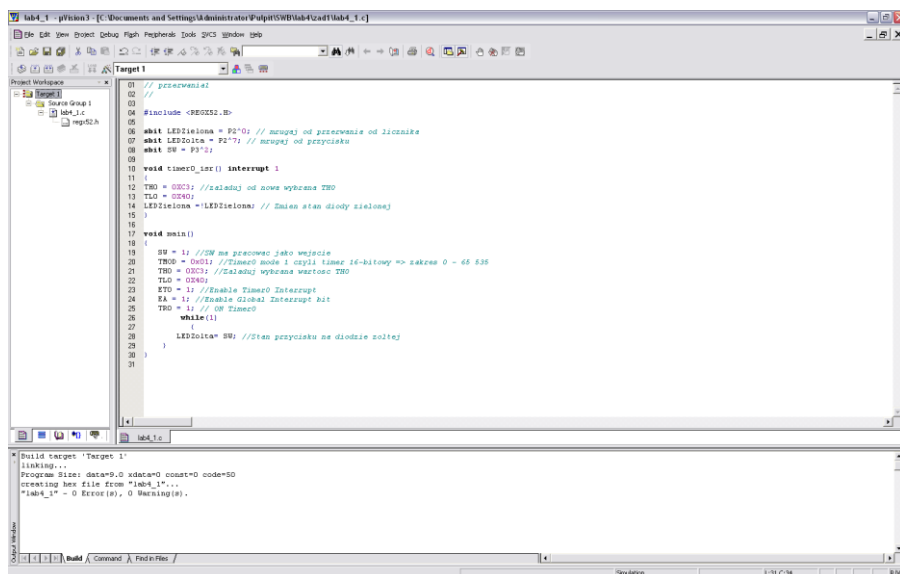 lab4_1 - µVision3 - [C:\Documents and Settings\Administrator\Pulpit\SWB\lab4\zad1\lab4_1.c]
File Edit View Project Debug Flash Peripherals Tools SVCS Window Help
Target 1
Project Workspace
Target 1
Source Group 1
lab4_1.c
regx52.h
01 // przerwania1
02 //
03
04 #include <REGX52.H>
05
06 sbit LEDZielona = P2^0; // mrugaj od przerwania od licznika
07 sbit LEDZolta = P2^7; // mrugaj od przycisku
08 sbit SW = P3^2;
09
10 void timer0_isr() interrupt 1
11 {
12 TH0 = 0XC3; //zaladuj od nowa wybrana TH0
13 TL0 = 0X40;
14 LEDZielona =!LEDZielona; // Zmien stan diody zielonej
15 }
16
17 void main()
18 {
19 SW = 1; //SW ma pracowac jako wejscie
20 TMOD = 0x01; //Timer0 mode 1 czyli timer 16-bitowy => zakres 0 - 65 535
21 TH0 = 0XC3; //Zaladuj wybrana wartosc TH0
22 TL0 = 0X40;
23 ET0 = 1; //Enable Timer0 Interrupt
24 EA = 1; //Enable Global Interrupt bit
25 TR0 = 1; // ON Timer0
26 while(1)
27 {
28 LEDZolta= SW; //Stan przycisku na diodzie zoltej
29 }
30 }
31
lab4_1.c
Build target 'Target 1'
linking...
Program Size: data=9.0 xdata=0 const=0 code=50
creating hex file from "lab4_1"...
"lab4_1" - 0 Error(s), 0 Warning(s).
Output Window
Build Command Find in Files
Simulation L:31 C:34